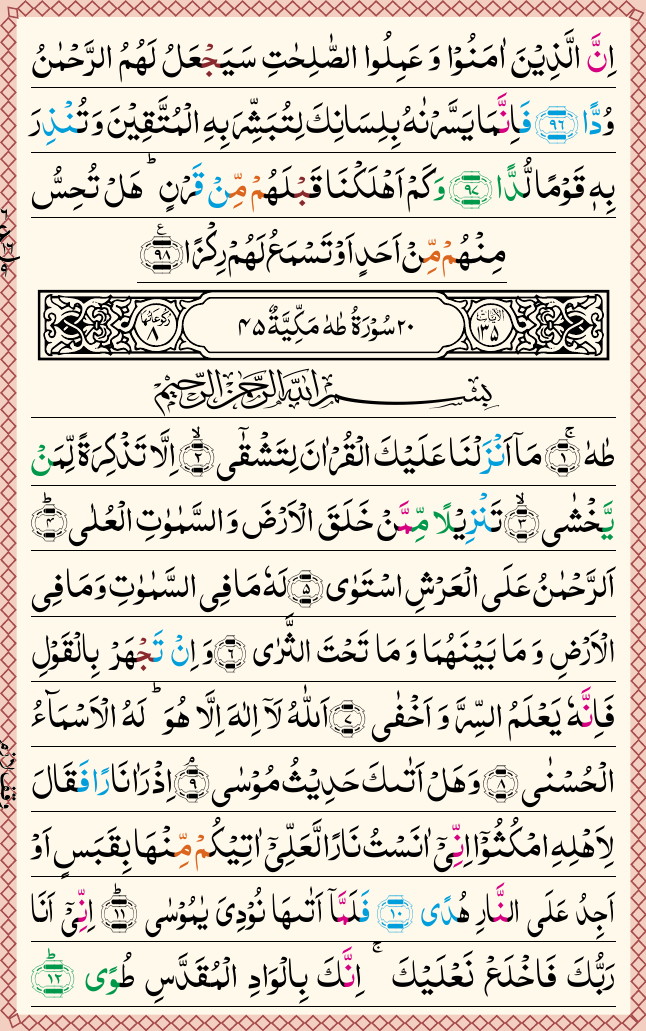 اِنَّ الَّذِيْنَ اٰمَنُوْا وَ عَمِلُوا الصّٰلِحٰتِ سَيَجْعَلُ لَهُمُ الرَّحْمٰنُ
وُدًّا ۝٩٦ فَاِنَّمَا يَسَّرْنٰهُ بِلِسَانِكَ لِتُبَشِّرَ بِهِ الْمُتَّقِيْنَ وَ تُنْذِرَ
بِهٖ قَوْمًا لُّدًّا ۝٩٧ وَ كَمْ اَهْلَكْنَا قَبْلَهُمْ مِّنْ قَرْنٍ ؕ هَلْ تُحِسُّ
مِنْهُمْ مِّنْ اَحَدٍ اَوْ تَسْمَعُ لَهُمْ رِكْزًا ۝٩٨ ع
اٰیَاتُهَا ١٣٥ ٢٠ سُوْرَةُ طٰهٰ مَكِّيَّةٌ ٤٥ رُكُوْعَاتُهَا ٨
بِسْمِ اللّٰهِ الرَّحْمٰنِ الرَّحِيْمِ
طٰهٰ ۝١ۚ مَاۤ اَنْزَلْنَا عَلَيْكَ الْقُرْاٰنَ لِتَشْقٰۤى ۝٢ۙ اِلَّا تَذْكِرَةً لِّمَنْ
يَّخْشٰى ۝٣ۙ تَنْزِيْلًا مِّمَّنْ خَلَقَ الْاَرْضَ وَ السَّمٰوٰتِ الْعُلٰى ۝٤ؕ
اَلرَّحْمٰنُ عَلَى الْعَرْشِ اسْتَوٰى ۝٥ لَهٗ مَا فِى السَّمٰوٰتِ وَ مَا فِى
الْاَرْضِ وَ مَا بَيْنَهُمَا وَ مَا تَحْتَ الثَّرٰى ۝٦ وَ اِنْ تَجْهَرْ بِالْقَوْلِ
فَاِنَّهٗ يَعْلَمُ السِّرَّ وَ اَخْفٰى ۝٧ اَللّٰهُ لَاۤ اِلٰهَ اِلَّا هُوَ ؕ لَهُ الْاَسْمَآءُ
الْحُسْنٰى ۝٨ وَ هَلْ اَتٰىكَ حَدِيْثُ مُوْسٰى ۝٩ اِذْ رَاٰ نَارًا فَقَالَ
لِاَهْلِهِ امْكُثُوْۤا اِنِّىْۤ اٰنَسْتُ نَارًا لَّعَلِّىْۤ اٰتِيْكُمْ مِّنْهَا بِقَبَسٍ اَوْ
اَجِدُ عَلَى النَّارِ هُدًى ۝١٠ فَلَمَّاۤ اَتٰىهَا نُوْدِىَ يٰمُوْسٰى ۝١١ؕ اِنِّىْۤ اَنَا
رَبُّكَ فَاخْلَعْ نَعْلَيْكَ ۚ اِنَّكَ بِالْوَادِ الْمُقَدَّسِ طُوًى ۝١٢ؕ